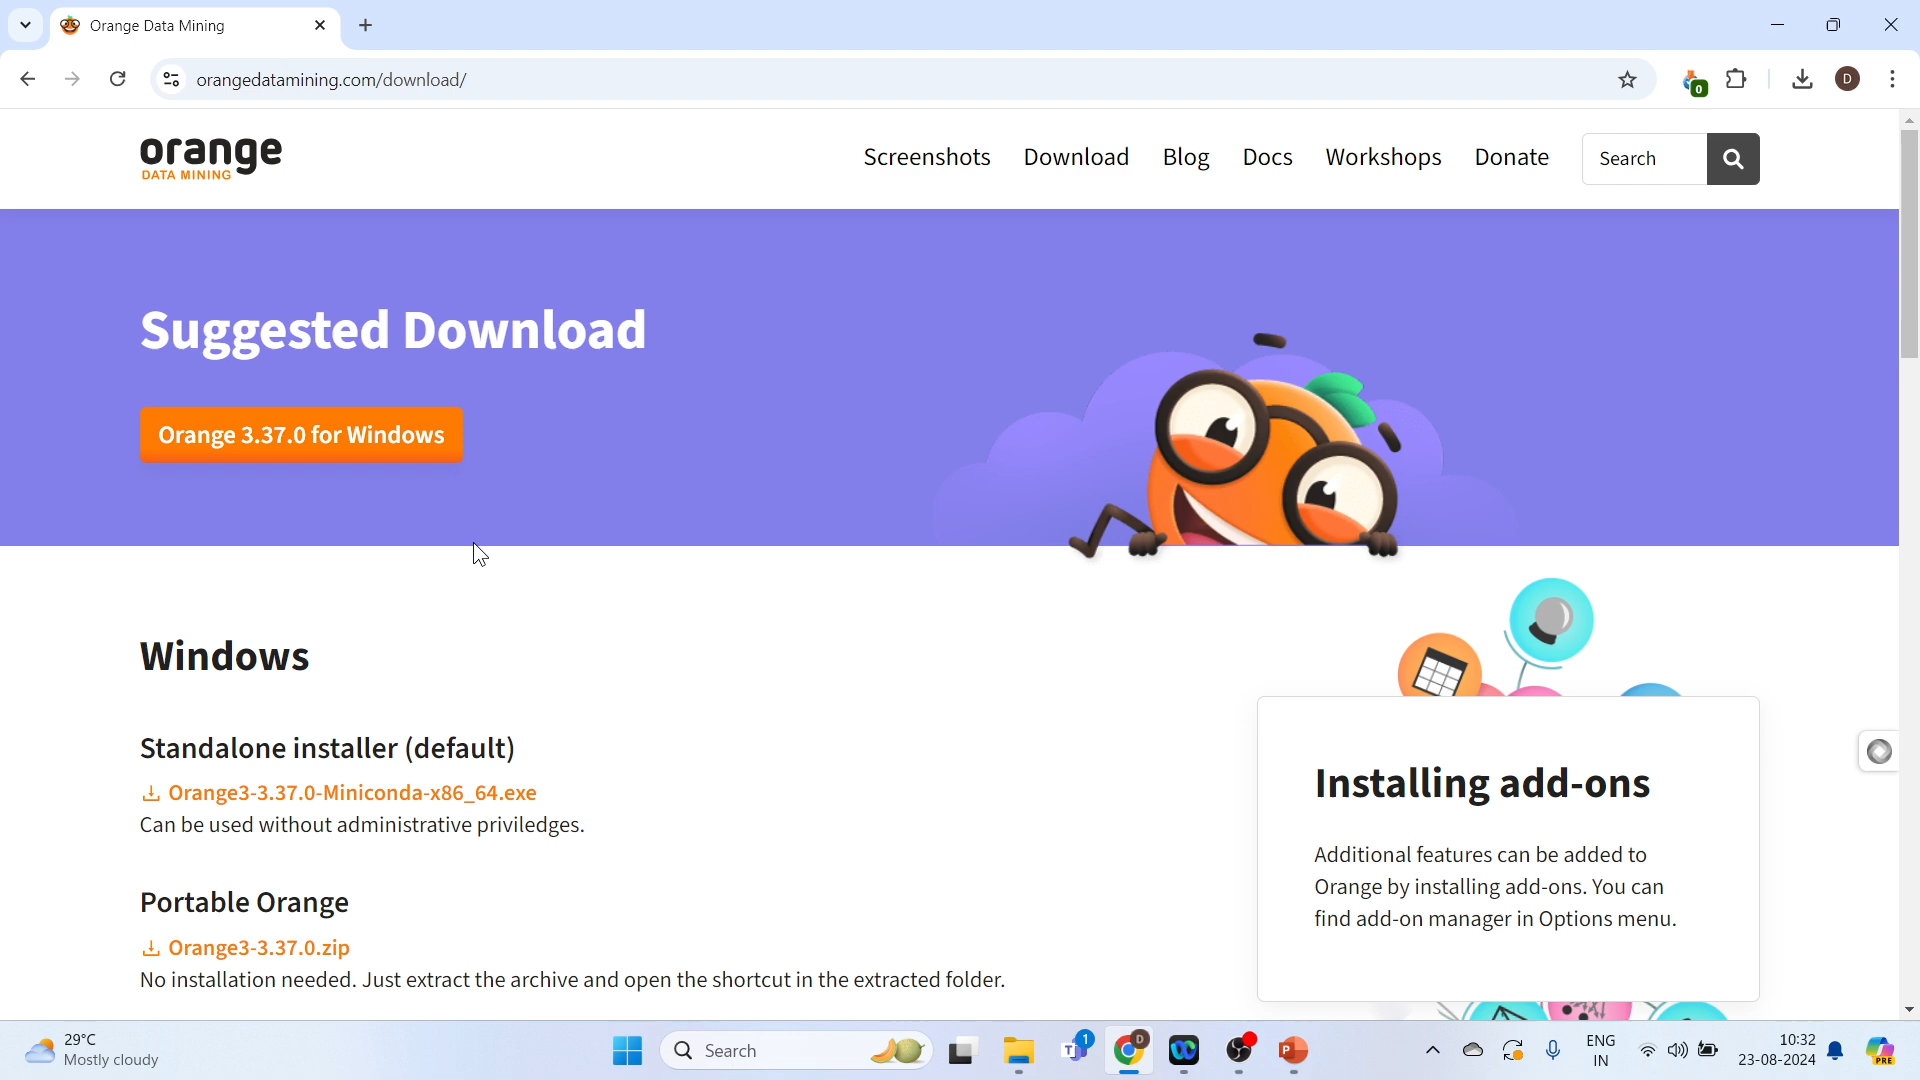 Orange Data Mining
orangedatamining.com/download/
0
D
orange
DATA MINING
Screenshots Download Blog Docs Workshops Donate Search
Suggested Download
Orange 3.37.0 for Windows
Windows
Standalone installer (default)
Orange3-3.37.0-Miniconda-x86_64.exe
Can be used without administrative priviledges.
Portable Orange
Orange3-3.37.0.zip
No installation needed. Just extract the archive and open the shortcut in the extracted folder.
Installing add-ons
Additional features can be added to
Orange by installing add-ons. You can
find add-on manager in Options menu.
29°C
Mostly cloudy
Search
1
D
ENG
IN
10:32
23-08-2024
PRE